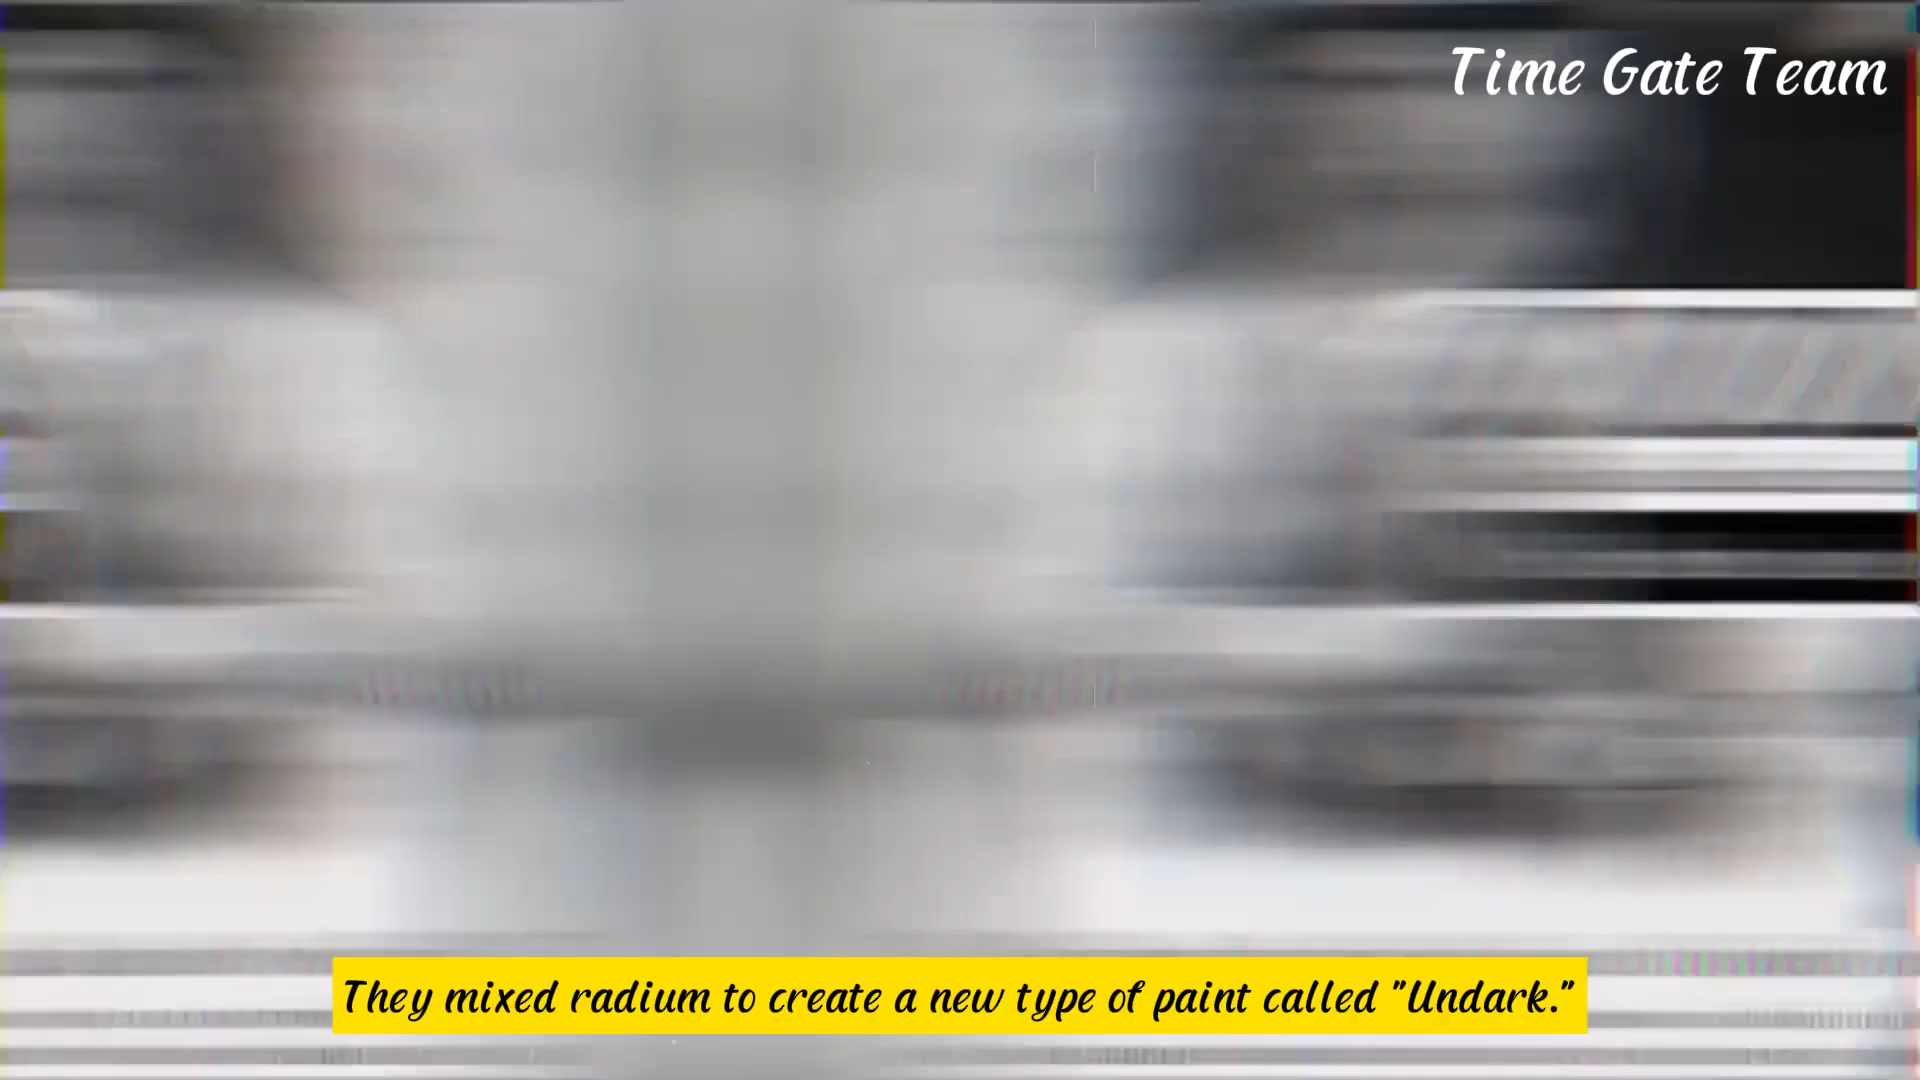 Time Gate Team
They mixed radium to create a new type of paint called "Undark."